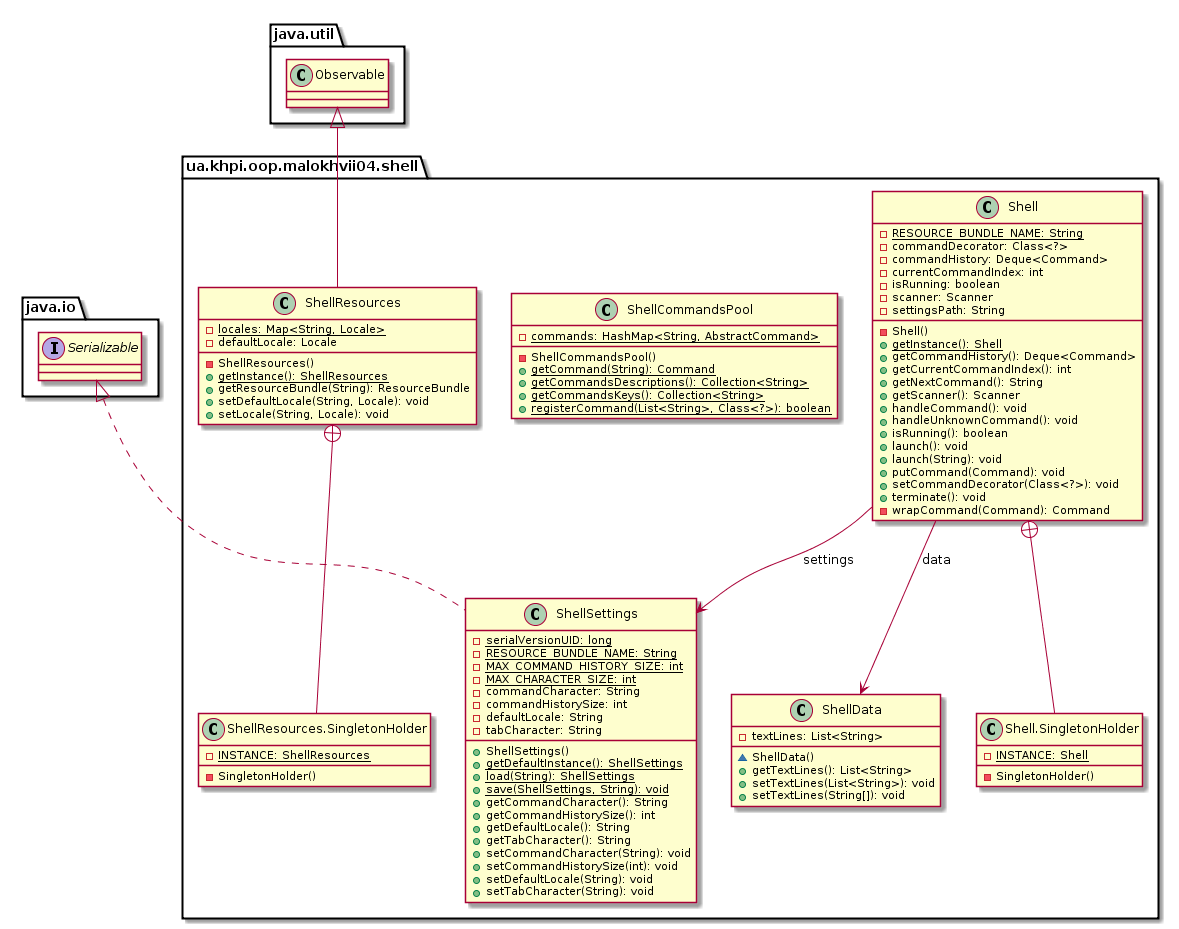 java.util
Observable
ua.khpi.oop.malokhvii04.shell
Shell
RESOURCE_BUNDLE_NAME: String
commandDecorator: Class<?>
commandHistory: Deque<Command>
currentCommandIndex: int
isRunning: boolean
scanner: Scanner
settingsPath: String
Shell()
getInstance(): Shell
getCommandHistory(): Deque<Command>
getCurrentCommandIndex(): int
getNextCommand(): String
getScanner(): Scanner
handleCommand(): void
handleUnknownCommand(): void
isRunning(): boolean
launch(): void
launch(String): void
putCommand(Command): void
setCommandDecorator(Class<?>): void
terminate(): void
wrapCommand(Command): Command
ShellResources
locales: Map<String, Locale>
defaultLocale: Locale
ShellResources()
getInstance(): ShellResources
getResourceBundle(String): ResourceBundle
setDefaultLocale(String, Locale): void
setLocale(String, Locale): void
ShellCommandsPool
commands: HashMap<String, AbstractCommand>
ShellCommandsPool()
getCommand(String): Command
getCommandsDescriptions(): Collection<String>
getCommandsKeys(): Collection<String>
registerCommand(List<String>, Class<?>): boolean
java.io
Serializable
settings
data
ShellSettings
serialVersionUID: long
RESOURCE_BUNDLE_NAME: String
MAX_COMMAND_HISTORY_SIZE: int
MAX_CHARACTER_SIZE: int
commandCharacter: String
commandHistorySize: int
defaultLocale: String
tabCharacter: String
ShellSettings()
getDefaultInstance(): ShellSettings
load(String): ShellSettings
save(ShellSettings, String): void
getCommandCharacter(): String
getCommandHistorySize(): int
getDefaultLocale(): String
getTabCharacter(): String
setCommandCharacter(String): void
setCommandHistorySize(int): void
setDefaultLocale(String): void
setTabCharacter(String): void
ShellData
textLines: List<String>
ShellData()
getTextLines(): List<String>
setTextLines(List<String>): void
setTextLines(String[]): void
ShellResources.SingletonHolder
INSTANCE: ShellResources
SingletonHolder()
Shell.SingletonHolder
INSTANCE: Shell
SingletonHolder()